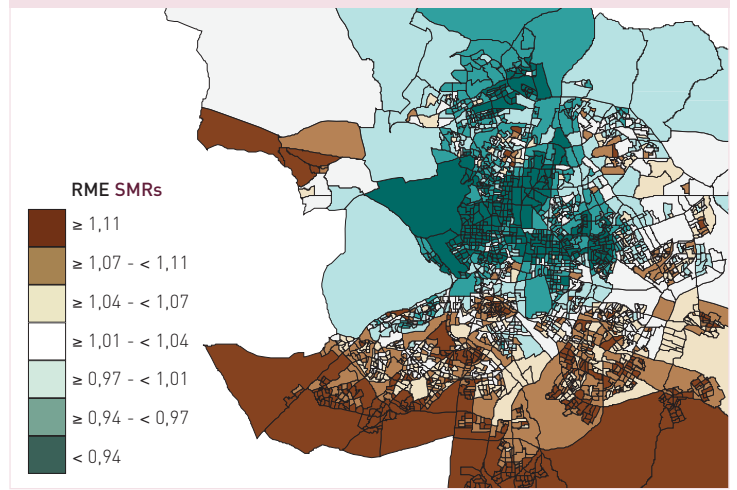 RME SMRs
≥ 1,11
≥ 1,07 - < 1,11
≥ 1,04 - < 1,07
≥ 1,01 - < 1,04
≥ 0,97 - < 1,01
≥ 0,94 - < 0,97
< 0,94